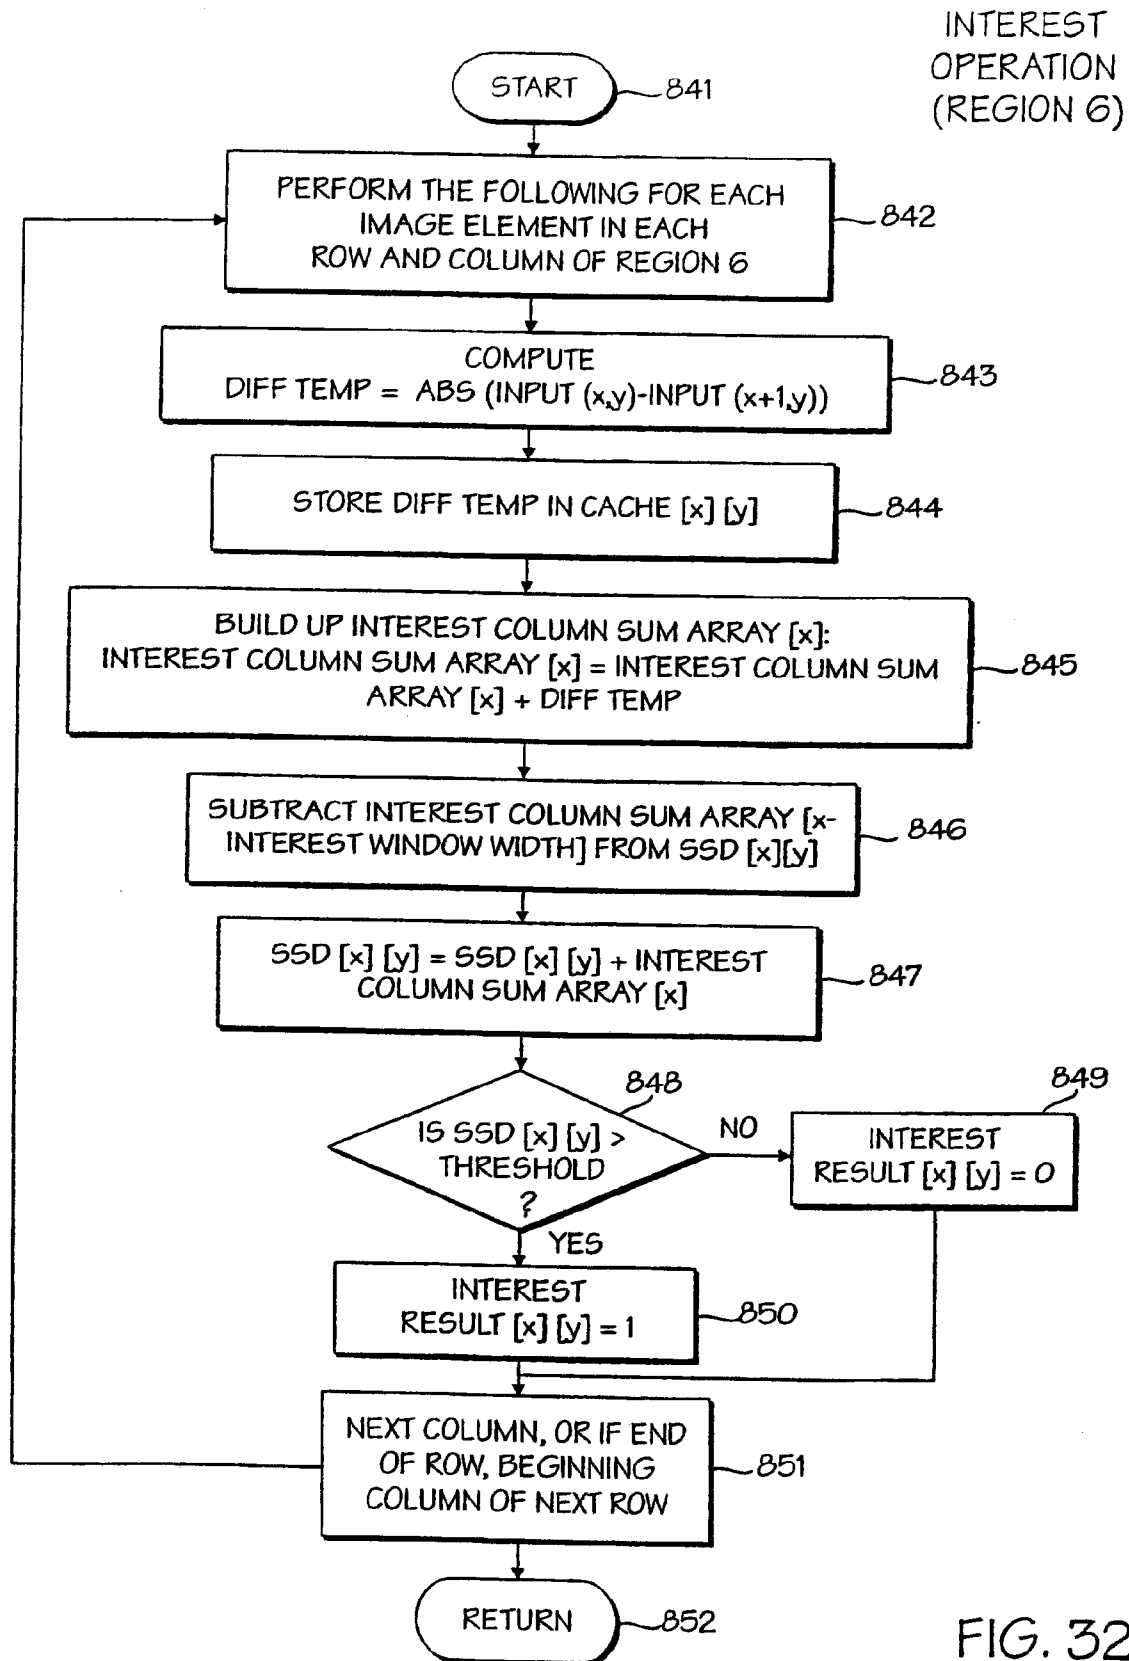 INTEREST
OPERATION
(REGION 6)
START
841
PERFORM THE FOLLOWING FOR EACH
IMAGE ELEMENT IN EACH
ROW AND COLUMN OF REGION 6
842
COMPUTE
DIFF TEMP = ABS (INPUT (x,y)-INPUT (x+1,y))
843
STORE DIFF TEMP IN CACHE [x] [y]
844
BUILD UP INTEREST COLUMN SUM ARRAY [x]:
INTEREST COLUMN SUM ARRAY [x] = INTEREST COLUMN SUM
ARRAY [x] + DIFF TEMP
845
SUBTRACT INTEREST COLUMN SUM ARRAY [x-
INTEREST WINDOW WIDTH] FROM SSD [x][y]
846
SSD [x] [y] = SSD [x] [y] + INTEREST
COLUMN SUM ARRAY [x]
847
IS SSD [x] [y] >
THRESHOLD
?
848
NO
INTEREST
RESULT [x] [y] = 0
849
YES
INTEREST
RESULT [x] [y] = 1
850
NEXT COLUMN, OR IF END
OF ROW, BEGINNING
COLUMN OF NEXT ROW
851
RETURN
852
FIG. 32